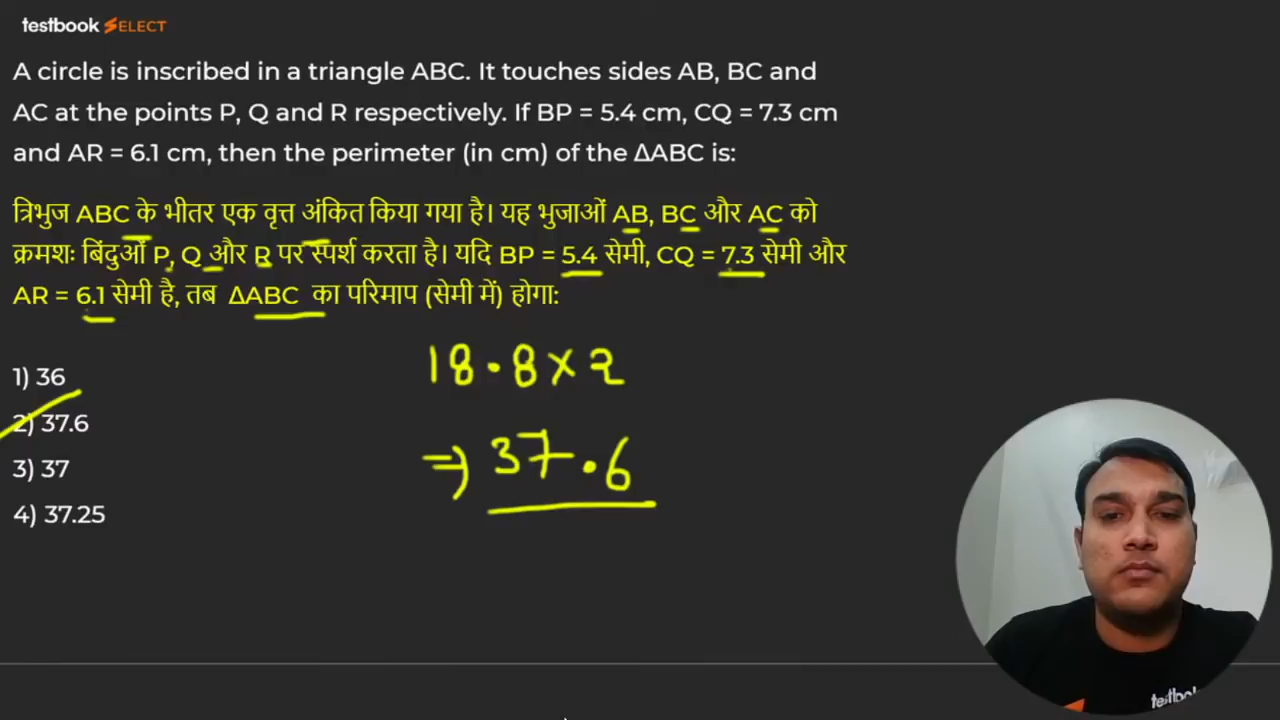 testbook SELECT
A circle is inscribed in a triangle ABC. It touches sides AB, BC and
AC at the points P, Q and R respectively. If BP = 5.4 cm, CQ = 7.3 cm
and AR = 6.1 cm, then the perimeter (in cm) of the ΔABC is:
त्रिभुज ABC के भीतर एक वृत्त अंकित किया गया है। यह भुजाओं AB, BC और AC को
क्रमशः बिंदुओं P, Q और R पर स्पर्श करता है। यदि BP = 5.4 सेमी, CQ = 7.3 सेमी और
AR = 6.1 सेमी है, तब ΔABC का परिमाप (सेमी में) होगा:
1) 36
2) 37.6
3) 37
4) 37.25
18.8 × 2
⇒ 37.6